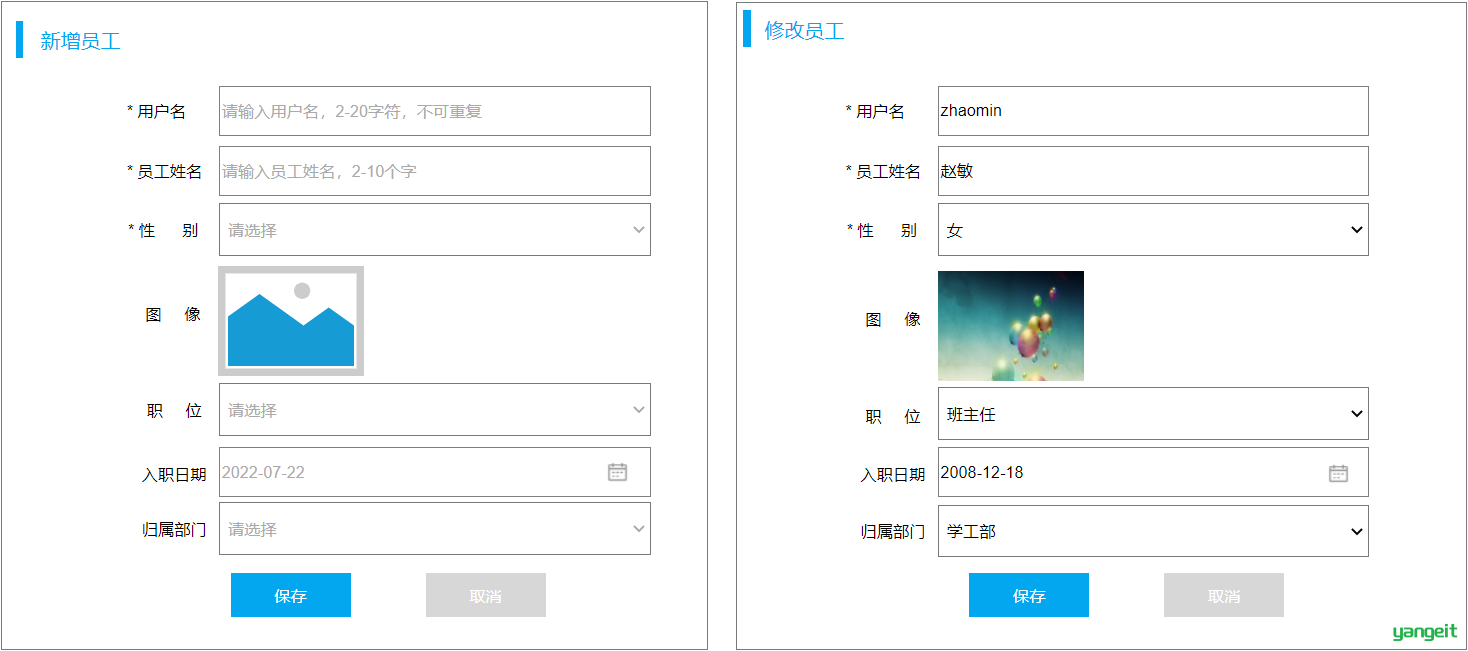 新增员工
* 用户名 请输入用户名，2-20字符，不可重复
* 员工姓名 请输入员工姓名，2-10个字
* 性 别 请选择
图 像
职 位 请选择
入职日期 2022-07-22
归属部门 请选择
保存 取消
修改员工
* 用户名 zhaomin
* 员工姓名 赵敏
* 性 别 女
图 像
职 位 班主任
入职日期 2008-12-18
归属部门 学工部
保存 取消
yangeit